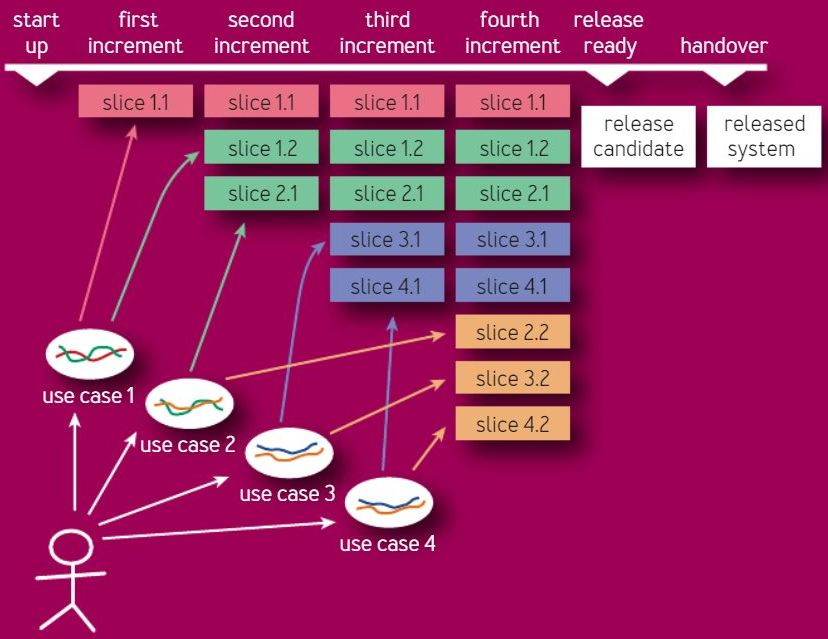 start
up
first
increment
second
increment
third
increment
fourth
increment
release
ready
handover
slice 1.1
slice 1.1
slice 1.1
slice 1.1
release
candidate
released
system
slice 1.2
slice 1.2
slice 1.2
slice 2.1
slice 2.1
slice 2.1
slice 3.1
slice 3.1
slice 4.1
slice 4.1
slice 2.2
slice 3.2
slice 4.2
use case 1
use case 2
use case 3
use case 4